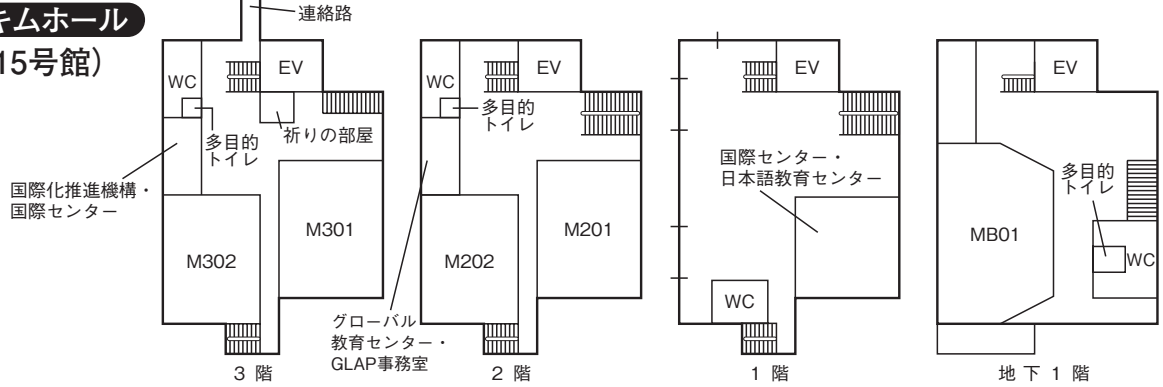 キムホール
15号館）
連絡路
WC
EV
多目的
トイレ
祈りの部屋
国際化推進機構・
国際センター
M301
M302
3 階
WC
EV
多目的
トイレ
M201
M202
グローバル
教育センター・
GLAP事務室
2 階
EV
国際センター・
日本語教育センター
WC
1 階
EV
多目的
トイレ
MB01
WC
地下 1 階